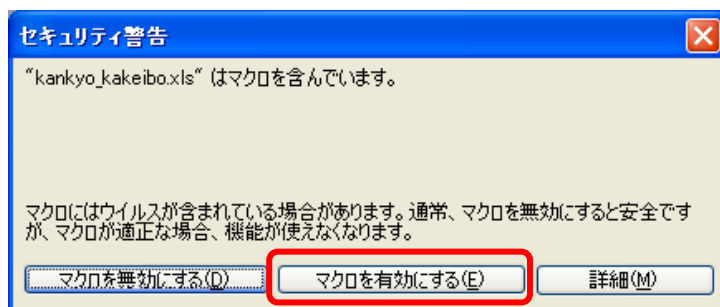 セキュリティ警告
“kankyo_kakeibo.xls” はマクロを含んでいます。
マクロにはウイルスが含まれている場合があります。通常、マクロを無効にすると安全です
が、マクロが適正な場合、機能が使えなくなります。
マクロを無効にする(D) マクロを有効にする(E) 詳細(M)